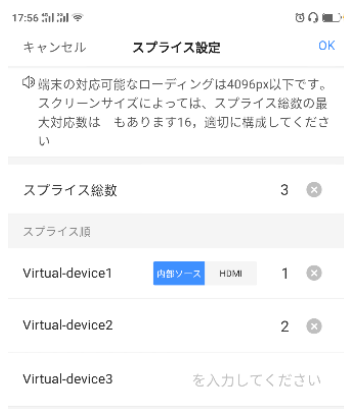 17:56
キャンセル スプライス設定 OK
端末の対応可能なローディングは4096px以下です。
スクリーンサイズによっては、スプライス総数の最
大対応数は もあります16，適切に構成してくださ
い
スプライス総数 3
スプライス順
Virtual-device1 内部ソース HDMI 1
Virtual-device2 2
Virtual-device3 を入力してください